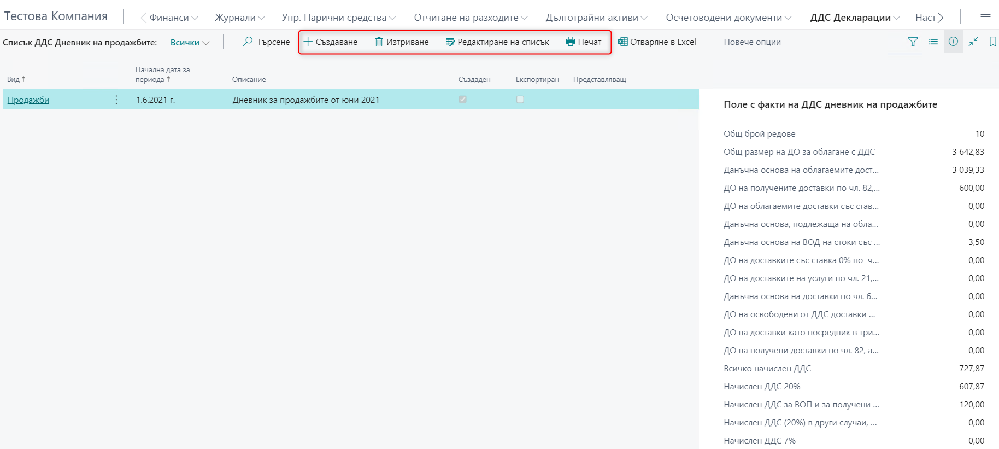 Тестова Компания
Финанси Журнали Упр. Парични средства Отчитане на разходите Дълготрайни активи Осчетоводени документи ДДС Декларации Наст
Списък ДДС Дневник на продажбите: Всички Търсене Създаване Изтриване Редактиране на списък Печат Отваряне в Excel Повече опции
Вид ↑
Начална дата за
периода ↑
Описание
Създаден
Експортиран
Представляващ
Продажби 1.6.2021 г. Дневник за продажбите от юни 2021
Поле с факти на ДДС дневник на продажбите
Общ брой редове 10
Общ размер на ДО за облагане с ДДС 3 642,83
Данъчна основа на облагаемите дост... 3 039,33
ДО на получените доставки по чл. 82,... 600,00
ДО на облагаемите доставки със став... 0,00
Данъчна основа, подлежаща на обла... 0,00
Данъчна основа на ВОД на стоки със ... 3,50
ДО на доставките със ставка 0% по ч... 0,00
ДО на доставките на услуги по чл. 21,... 0,00
Данъчна основа на доставки по чл. 6... 0,00
ДО на освободени от ДДС доставки ... 0,00
ДО на доставки като посредник в три... 0,00
ДО на получени доставки по чл. 82, а... 0,00
Всичко начислен ДДС 727,87
Начислен ДДС 20% 607,87
Начислен ДДС за ВОП и за получени ... 120,00
Начислен ДДС (20%) в други случаи, ... 0,00
Начислен ДДС 7% 0,00